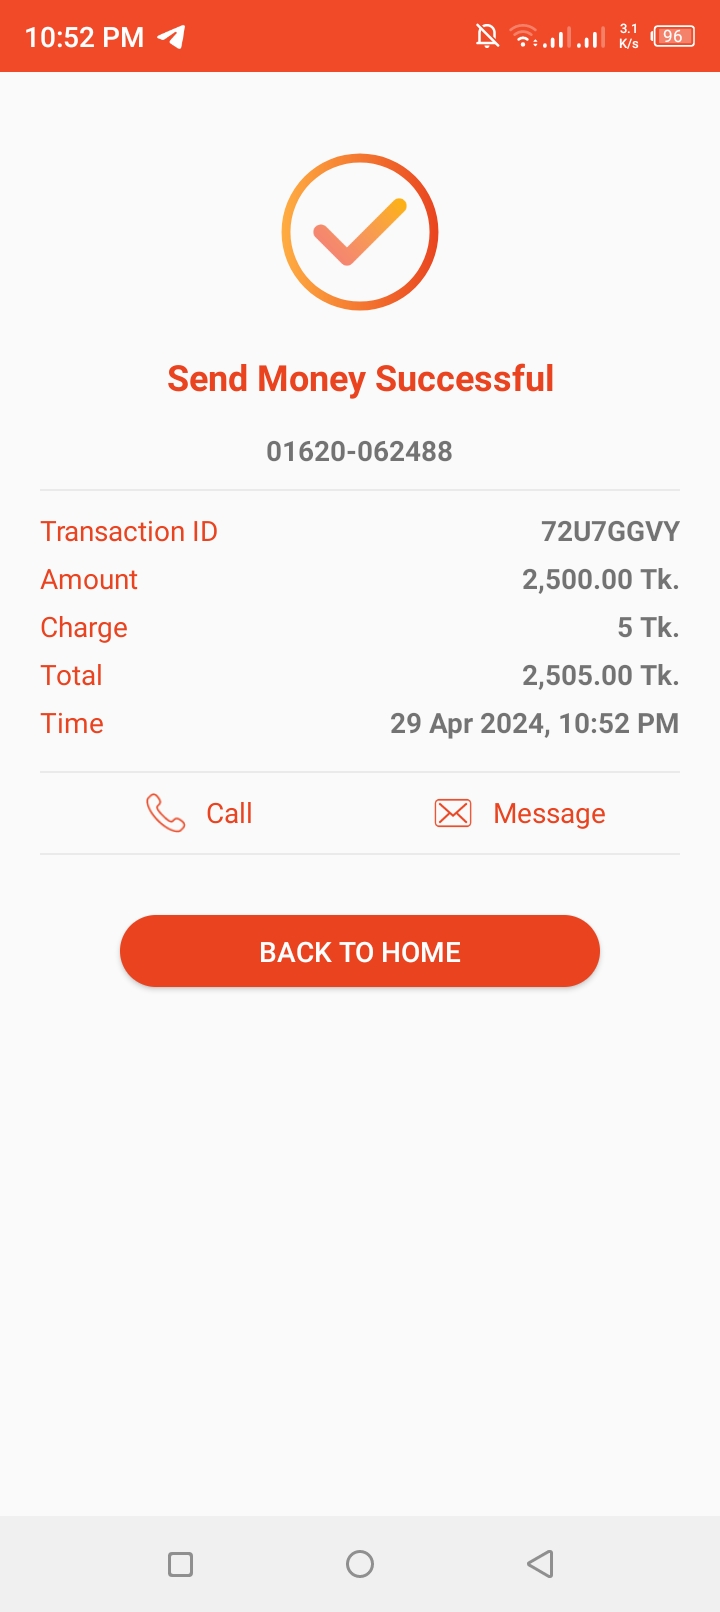 10:52 PM 3.1 K/s 96
Send Money Successful
01620-062488
Transaction ID 72U7GGVY
Amount 2,500.00 Tk.
Charge 5 Tk.
Total 2,505.00 Tk.
Time 29 Apr 2024, 10:52 PM
Call Message
BACK TO HOME